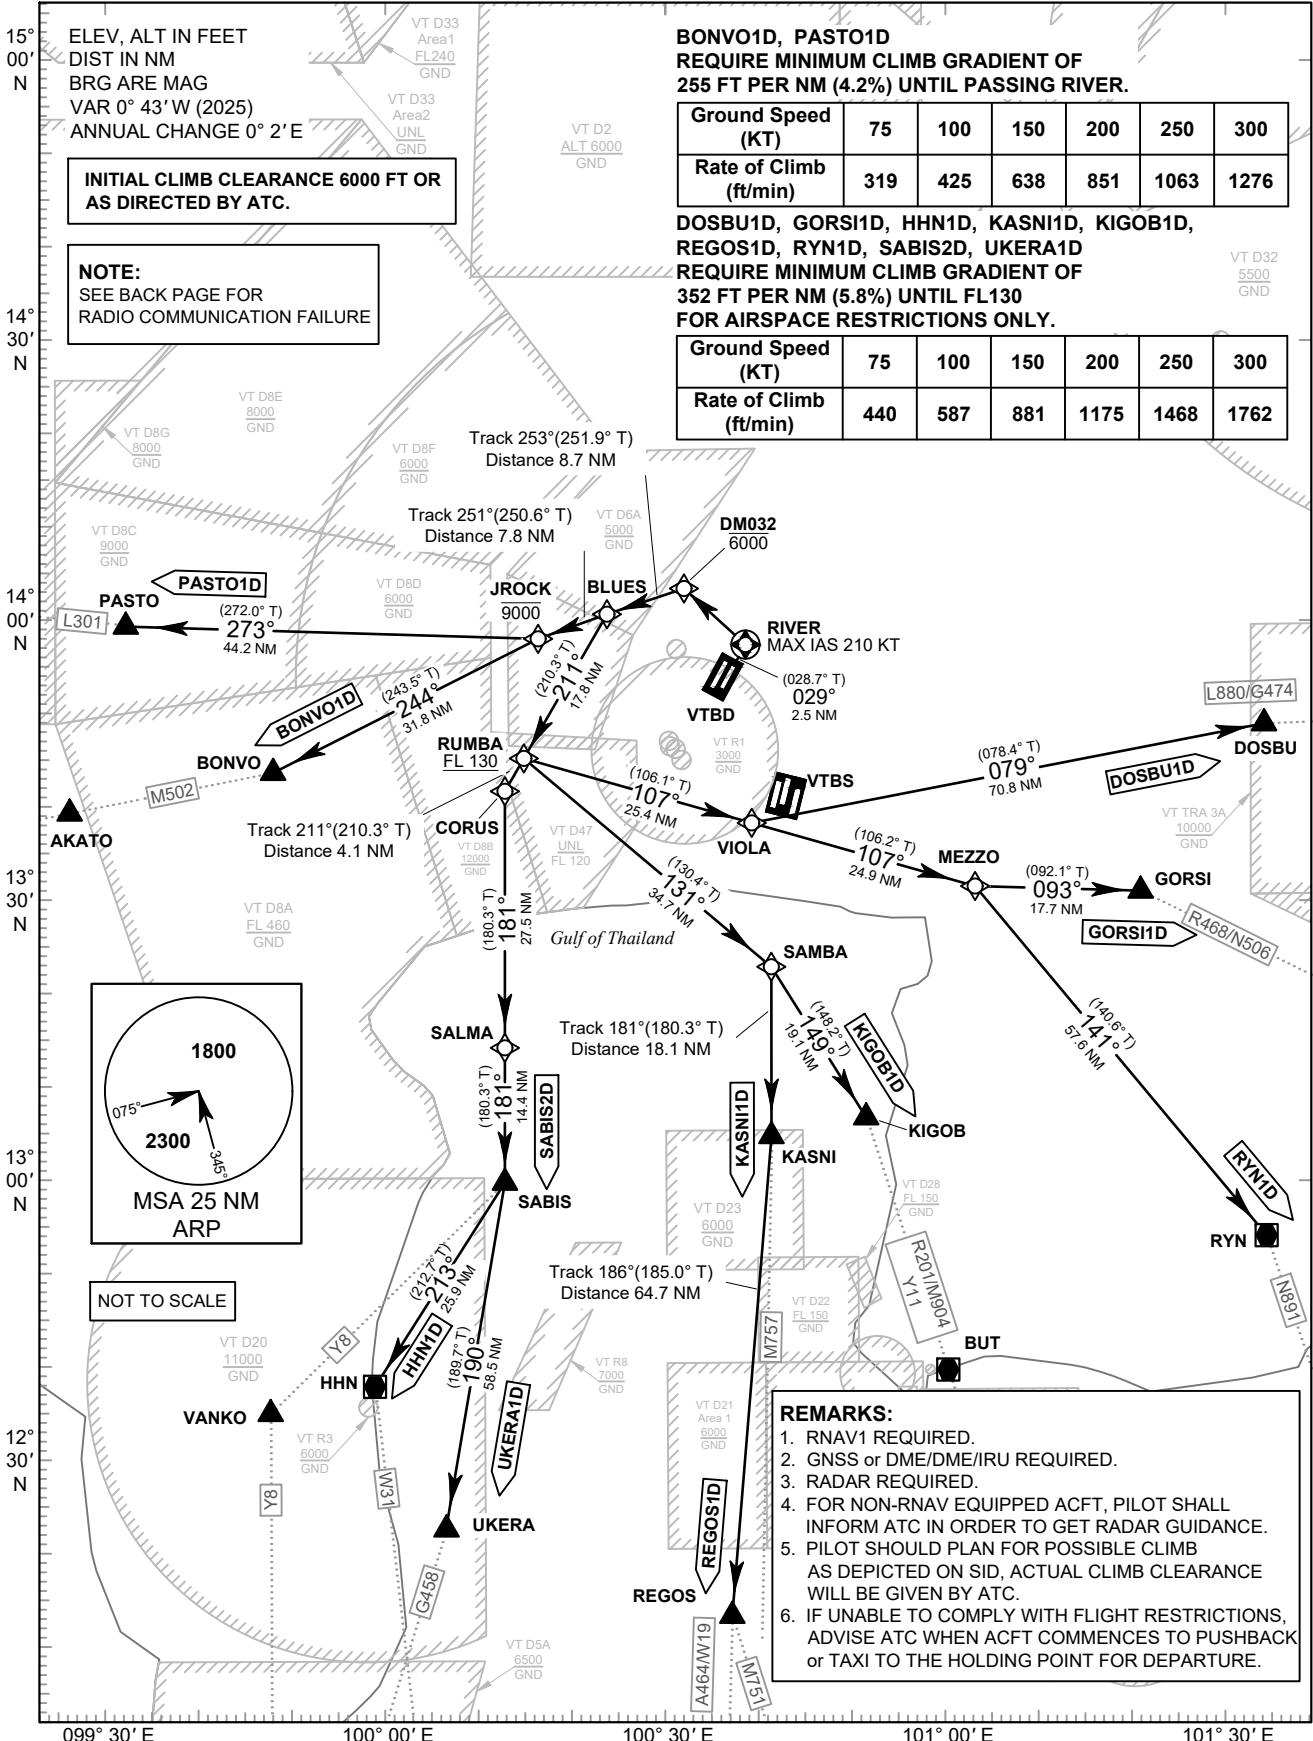 15°
00′
N
ELEV, ALT IN FEET
DIST IN NM
BRG ARE MAG
VAR 0° 43′ W (2025)
ANNUAL CHANGE 0° 2′ E
INITIAL CLIMB CLEARANCE 6000 FT OR
AS DIRECTED BY ATC.
NOTE:
SEE BACK PAGE FOR
RADIO COMMUNICATION FAILURE
VT D33
Area1
FL240
GND
VT D33
Area2
UNL
GND
VT D2
ALT 6000
GND
BONVO1D, PASTO1D
REQUIRE MINIMUM CLIMB GRADIENT OF
255 FT PER NM (4.2%) UNTIL PASSING RIVER.
Ground Speed (KT) 75 100 150 200 250 300
Rate of Climb (ft/min) 319 425 638 851 1063 1276
DOSBU1D, GORSI1D, HHN1D, KASNI1D, KIGOB1D,
REGOS1D, RYN1D, SABIS2D, UKERA1D
REQUIRE MINIMUM CLIMB GRADIENT OF
352 FT PER NM (5.8%) UNTIL FL130
FOR AIRSPACE RESTRICTIONS ONLY.
Ground Speed (KT) 75 100 150 200 250 300
Rate of Climb (ft/min) 440 587 881 1175 1468 1762
VT D32
5500
GND
14°
30′
N
VT D8E
8000
GND
VT D8G
8000
GND
VT D8F
6000
GND
Track 253°(251.9° T)
Distance 8.7 NM
Track 251°(250.6° T)
Distance 7.8 NM
VT D6A
5000
GND
DM032
6000
VT D8C
9000
GND
VT D8D
6000
GND
PASTO1D
JROCK
9000
BLUES
14°
00′
N
PASTO
L301
(272.0° T)
273°
44.2 NM
RIVER
MAX IAS 210 KT
(028.7° T)
029°
2.5 NM
VTBD
(210.3° T)
211°
17.8 NM
(243.5° T)
244°
31.8 NM
BONVO1D
BONVO
M502
AKATO
RUMBA
FL 130
VT R1
3000
GND
L880/G474
DOSBU
(078.4° T)
079°
70.8 NM
DOSBU1D
VTBS
(106.1° T)
107°
25.4 NM
VIOLA
Track 211°(210.3° T)
Distance 4.1 NM
CORUS
VT D8B
12000
GND
VT D47
UNL
FL 120
VT TRA 3A
10000
GND
(106.2° T)
107°
24.9 NM
MEZZO
(092.1° T)
093°
17.7 NM
GORSI
GORSI1D
R468/N506
13°
30′
N
VT D8A
FL 460
GND
(130.4° T)
131°
34.7 NM
(180.3° T)
181°
27.5 NM
Gulf of Thailand
SAMBA
1800
075°
2300
345°
MSA 25 NM
ARP
SALMA
Track 181°(180.3° T)
Distance 18.1 NM
(148.2° T)
149°
19.1 NM
KIGOB1D
KIGOB
(140.6° T)
141°
57.6 NM
(180.3° T)
181°
14.4 NM
SABIS2D
KASNI1D
KASNI
13°
00′
N
SABIS
VT D23
6000
GND
VT D28
FL 150
GND
RYN1D
RYN
N891
NOT TO SCALE
(212.7° T)
213°
25.9 NM
HHN1D
HHN
Track 186°(185.0° T)
Distance 64.7 NM
VT D22
FL 150
GND
R201/M904
Y11
M757
BUT
VT D20
11000
GND
Y8
VANKO
VT R8
7000
GND
(189.7° T)
190°
58.5 NM
UKERA1D
UKERA
VT R3
6000
GND
VT D21
Area 1
6000
GND
12°
30′
N
Y8
W31
G458
REGOS1D
REGOS
A464/W19
M751
VT D5A
6500
GND
REMARKS:
1. RNAV1 REQUIRED.
2. GNSS or DME/DME/IRU REQUIRED.
3. RADAR REQUIRED.
4. FOR NON-RNAV EQUIPPED ACFT, PILOT SHALL
INFORM ATC IN ORDER TO GET RADAR GUIDANCE.
5. PILOT SHOULD PLAN FOR POSSIBLE CLIMB
AS DEPICTED ON SID, ACTUAL CLIMB CLEARANCE
WILL BE GIVEN BY ATC.
6. IF UNABLE TO COMPLY WITH FLIGHT RESTRICTIONS,
ADVISE ATC WHEN ACFT COMMENCES TO PUSHBACK
or TAXI TO THE HOLDING POINT FOR DEPARTURE.
099° 30′ E
100° 00′ E
100° 30′ E
101° 00′ E
101° 30′ E